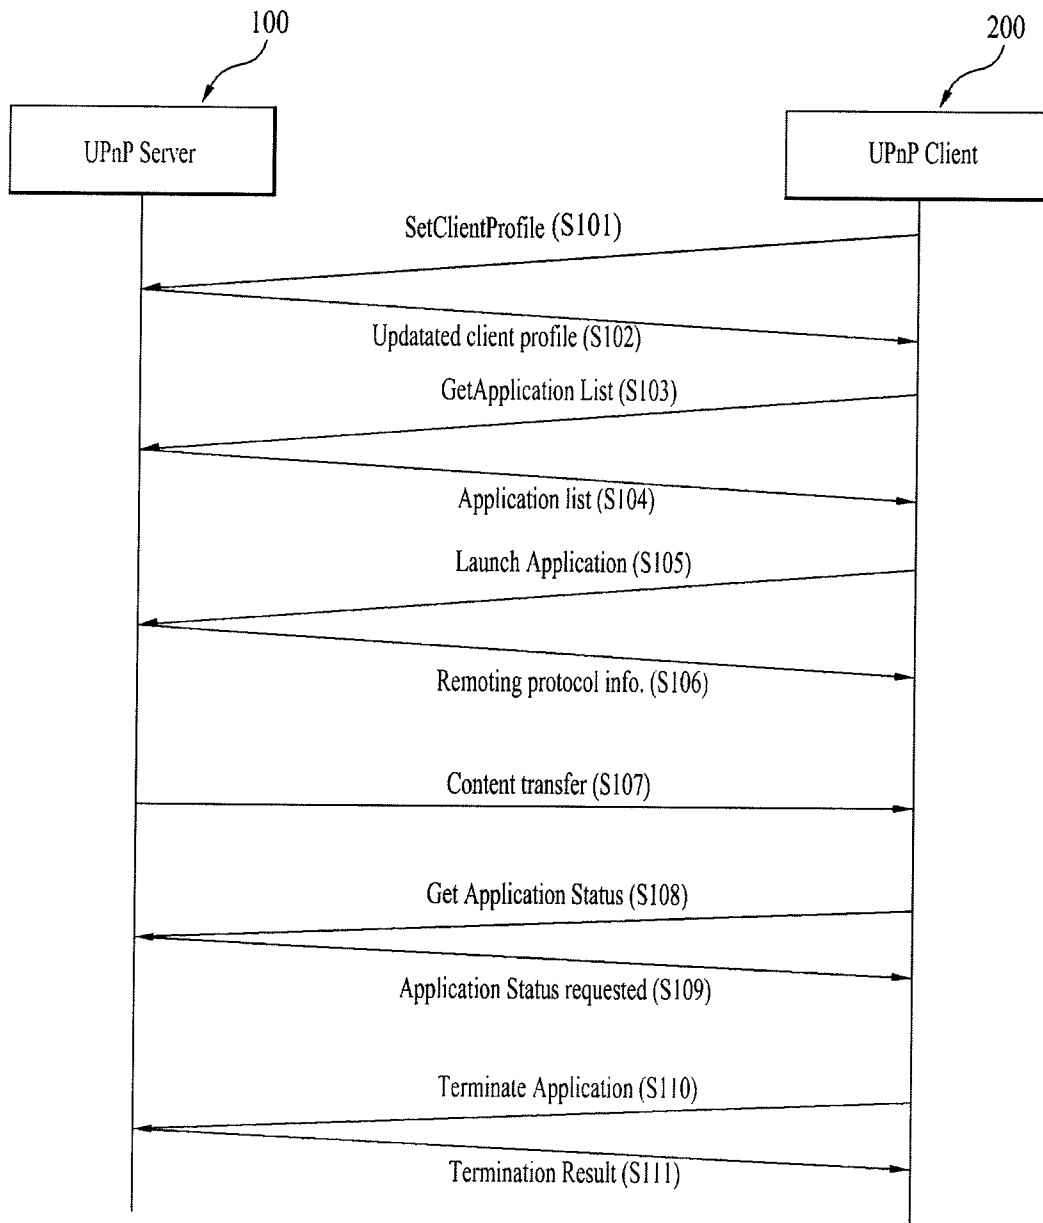 100
200
UPnP Server
UPnP Client
SetClientProfile (S101)
Updatated client profile (S102)
GetApplication List (S103)
Application list (S104)
Launch Application (S105)
Remoting protocol info. (S106)
Content transfer (S107)
Get Application Status (S108)
Application Status requested (S109)
Terminate Application (S110)
Termination Result (S111)